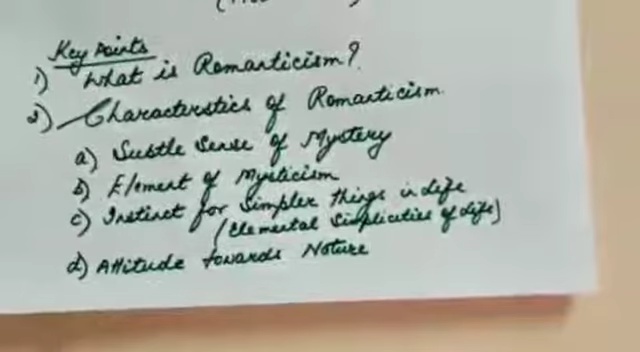 Key Points
1) What is Romanticism?
2) Characterstics of Romanticism.
a) Subtle Sense of Mystery
b) Element of Mysticism
c) Instinct for Simpler things in life
(Elemental Simplicities of life)
d) Attitude towards Nature